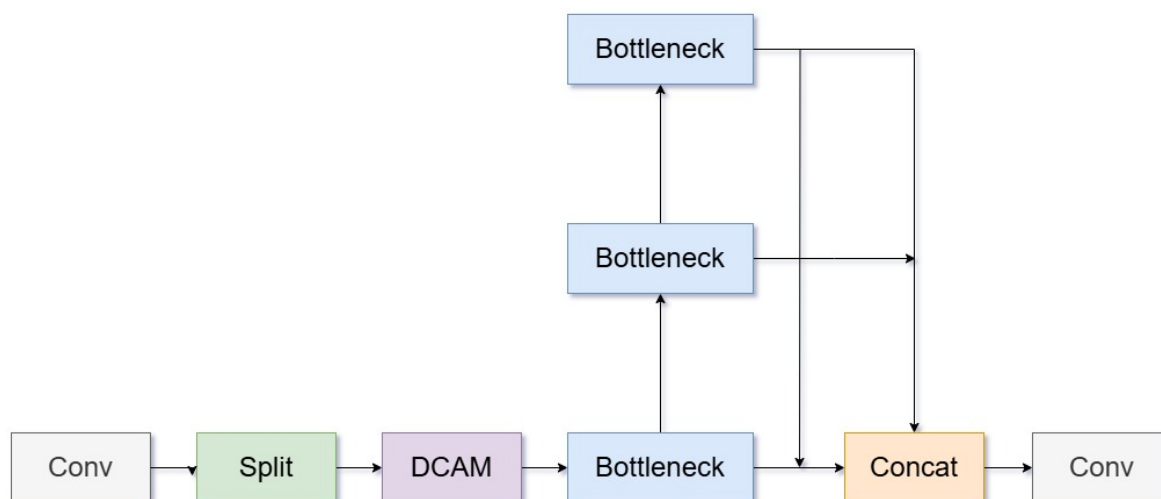 Bottleneck
Bottleneck
Conv
Split
DCAM
Bottleneck
Concat
Conv